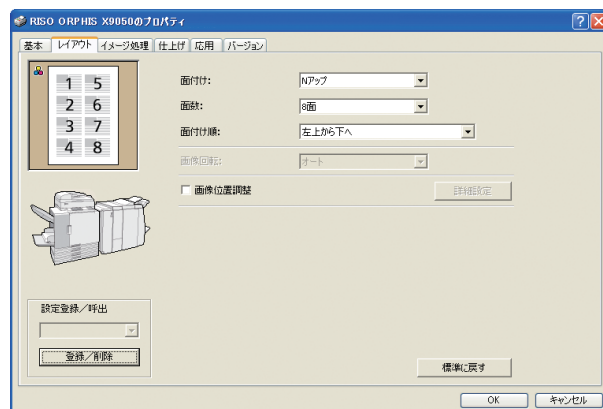 RISO ORPHIS X9050のプロパティ
基本 レイアウト イメージ処理 仕上げ 応用 バージョン
1 5
2 6
3 7
4 8
面付け: Nアップ
面数: 8面
面付け順: 左上から下へ
画像回転: オート
画像位置調整 詳細設定
設定登録/呼出
登録/削除
標準に戻す
OK キャンセル